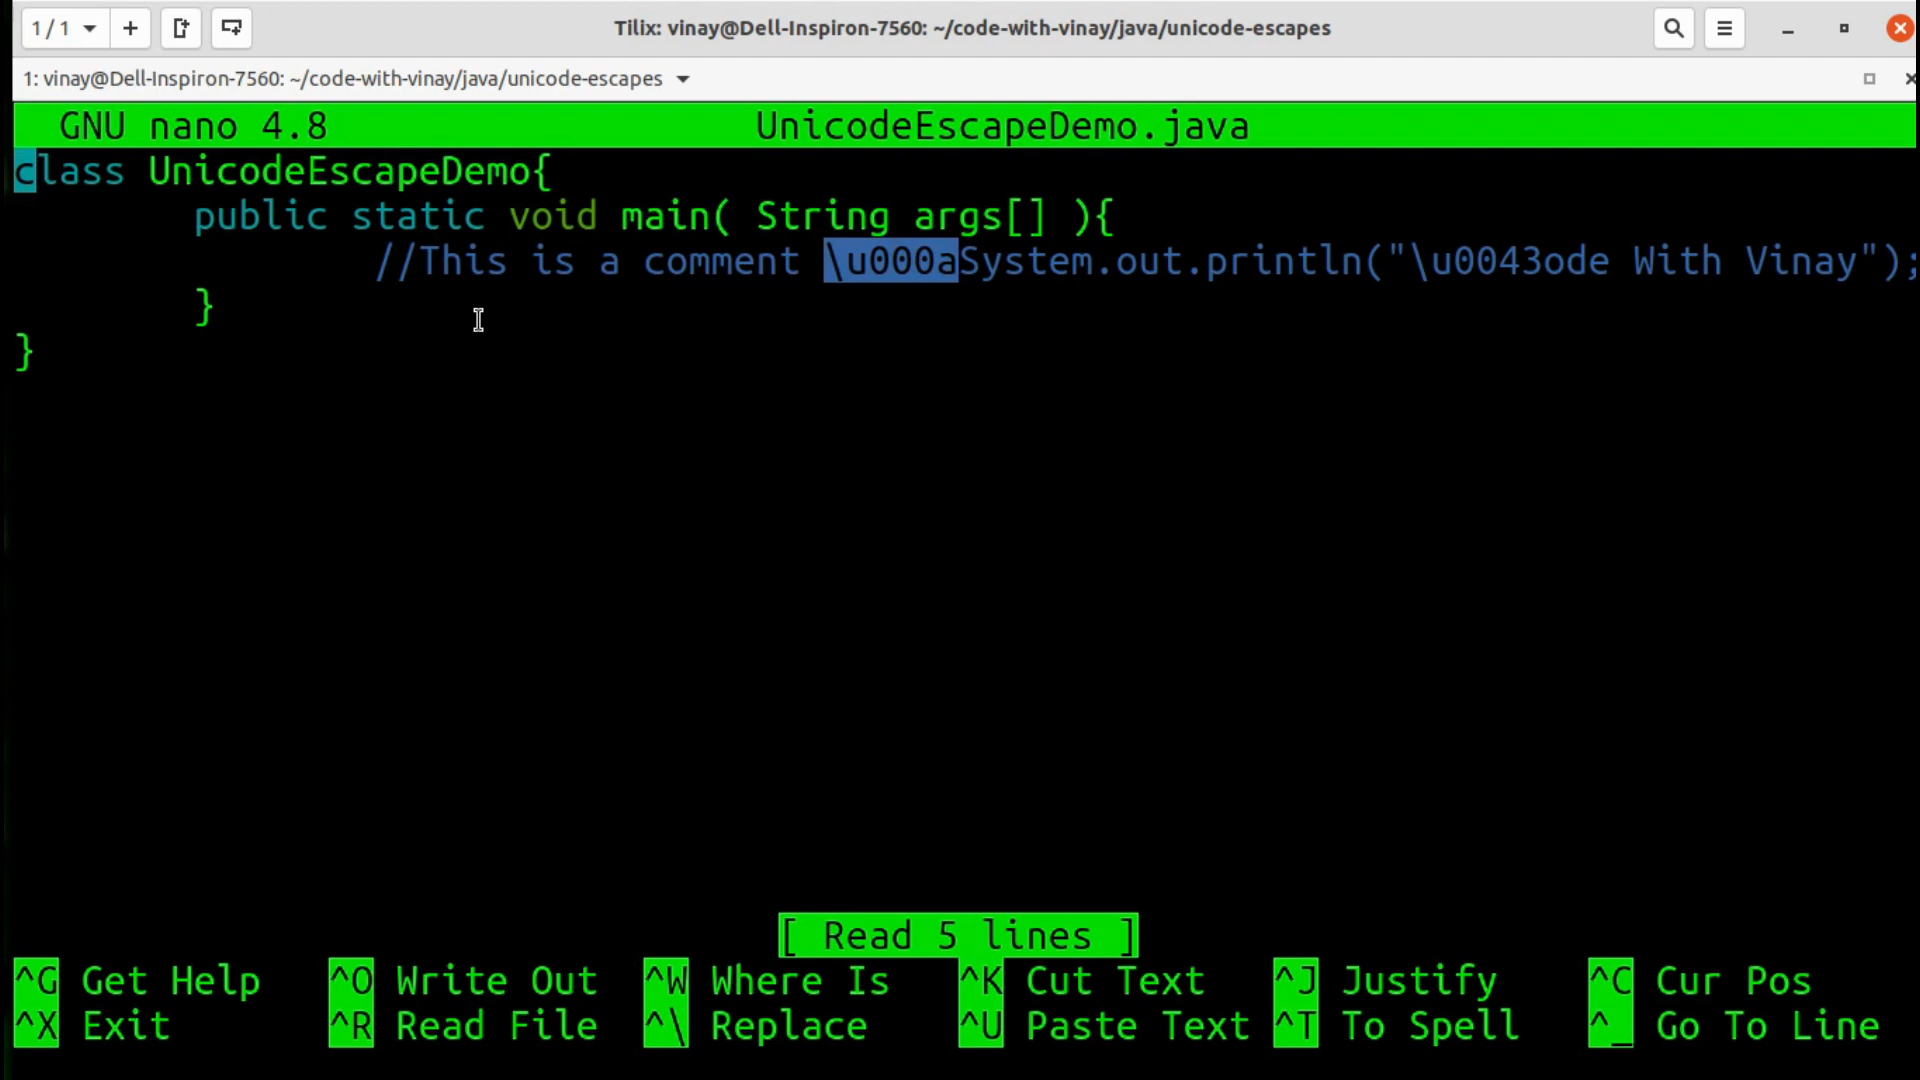 1 / 1 Tilix: vinay@Dell-Inspiron-7560: ~/code-with-vinay/java/unicode-escapes
1: vinay@Dell-Inspiron-7560: ~/code-with-vinay/java/unicode-escapes
GNU nano 4.8 UnicodeEscapeDemo.java
class UnicodeEscapeDemo{
public static void main( String args[] ){
//This is a comment \u000aSystem.out.println("\u0043ode With Vinay");
}
}
[ Read 5 lines ]
^G Get Help ^O Write Out ^W Where Is ^K Cut Text ^J Justify ^C Cur Pos
^X Exit ^R Read File ^\ Replace ^U Paste Text ^T To Spell ^_ Go To Line